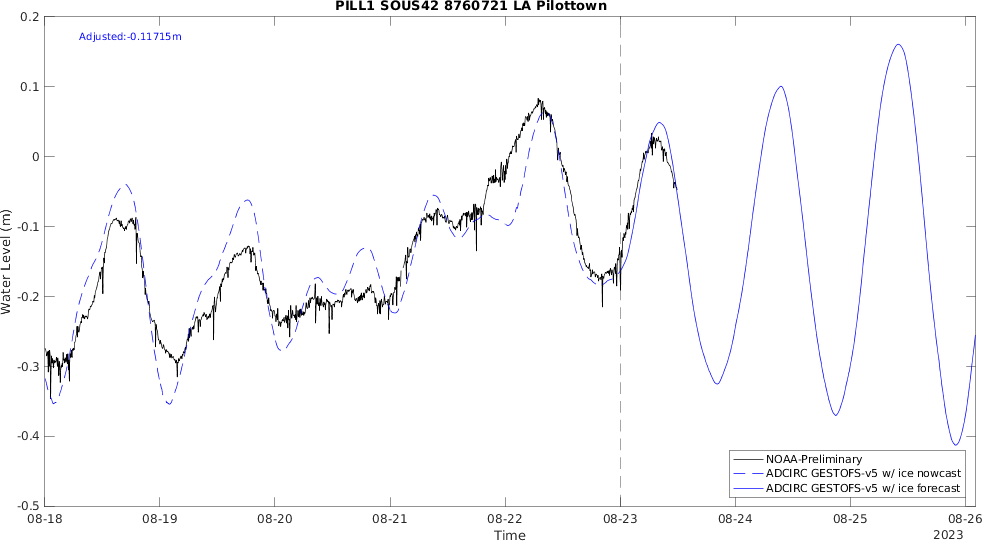 PILL1 SOUS42 8760721 LA Pilottown
Adjusted:-0.11715m
Water Level (m)
0.2
0.1
0
-0.1
-0.2
-0.3
-0.4
-0.5
NOAA-Preliminary
ADCIRC GESTOFS-v5 w/ ice nowcast
ADCIRC GESTOFS-v5 w/ ice forecast
08-18 08-19 08-20 08-21 08-22 08-23 08-24 08-25 08-26
Time
2023